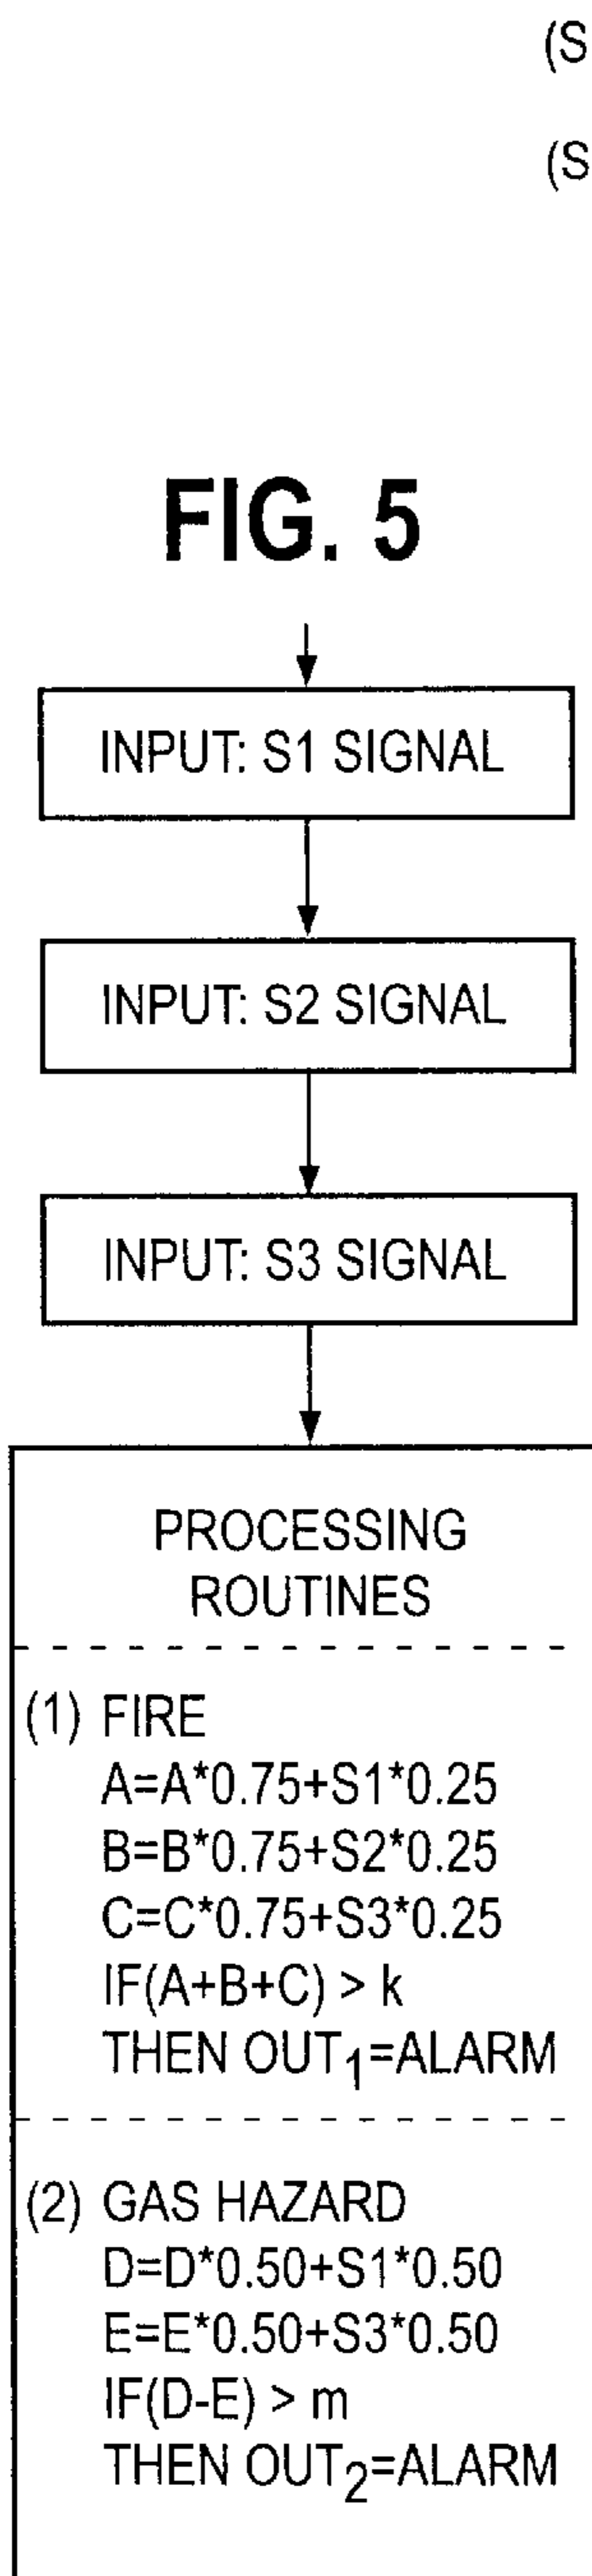 (S
(S
FIG. 5
INPUT: S1 SIGNAL
INPUT: S2 SIGNAL
INPUT: S3 SIGNAL
PROCESSING
ROUTINES
(1) FIRE
A=A*0.75+S1*0.25
B=B*0.75+S2*0.25
C=C*0.75+S3*0.25
IF(A+B+C) > k
THEN OUT1=ALARM
(2) GAS HAZARD
D=D*0.50+S1*0.50
E=E*0.50+S3*0.50
IF(D-E) > m
THEN OUT2=ALARM